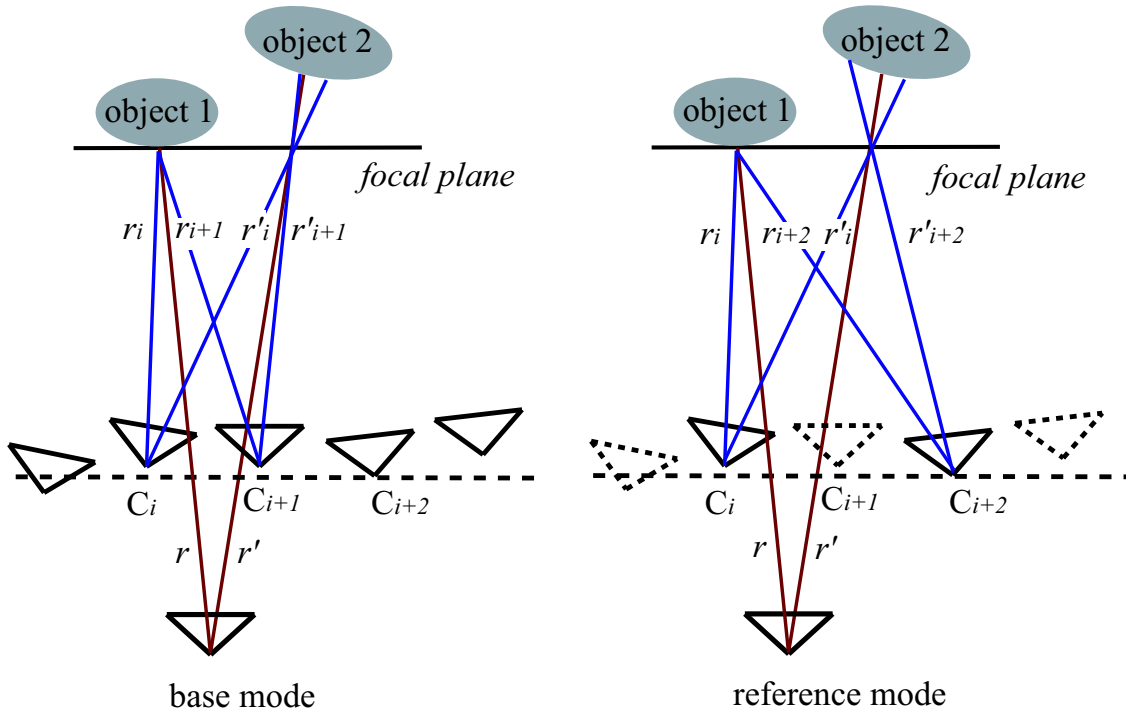 object 2
object 1
focal plane
ri
ri+1
r'i
r'i+1
Ci
Ci+1
Ci+2
r
r'
base mode
object 2
object 1
focal plane
ri
ri+2
r'i
r'i+2
Ci
Ci+1
Ci+2
r
r'
reference mode